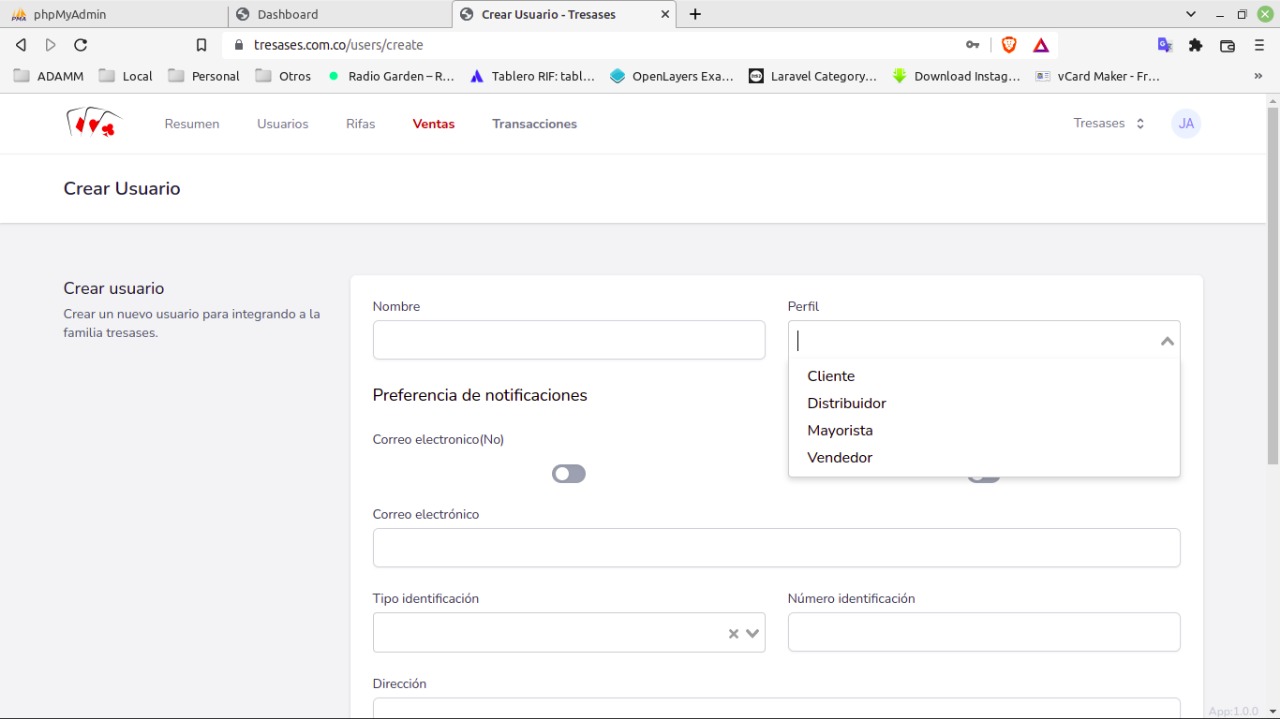 phpMyAdmin
Dashboard
Crear Usuario - Tresases
tresases.com.co/users/create
ADAMM
Local
Personal
Otros
Radio Garden – R...
Tablero RIF: tabl...
OpenLayers Exa...
Laravel Category...
Download Instag...
vCard Maker - Fr...
Resumen
Usuarios
Rifas
Ventas
Transacciones
Tresases
JA
Crear Usuario
Crear usuario
Crear un nuevo usuario para integrando a la
familia tresases.
Nombre
Perfil
Cliente
Distribuidor
Mayorista
Vendedor
Preferencia de notificaciones
Correo electronico(No)
Correo electrónico
Tipo identificación
Número identificación
Dirección
App:1.0.0